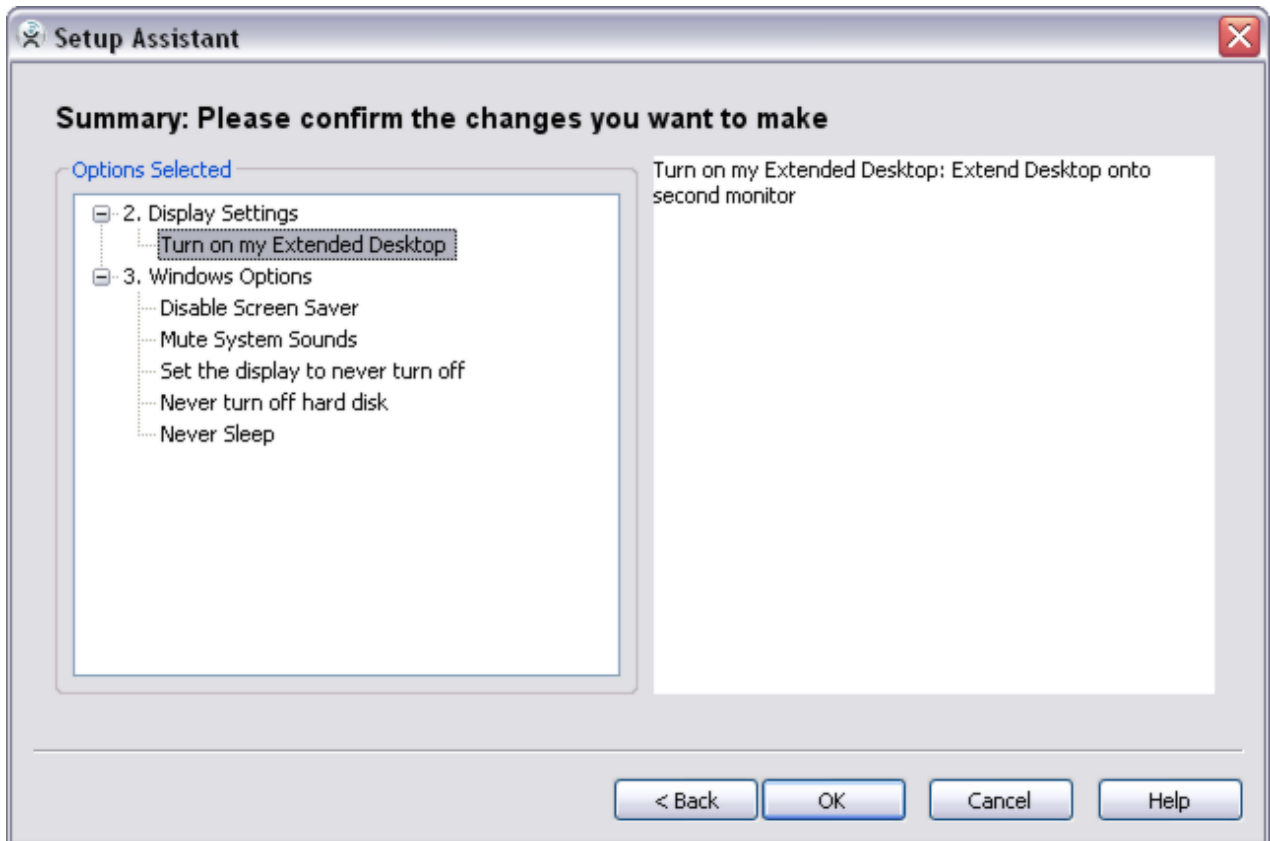 Setup Assistant
Summary: Please confirm the changes you want to make
Options Selected
2. Display Settings
Turn on my Extended Desktop
3. Windows Options
Disable Screen Saver
Mute System Sounds
Set the display to never turn off
Never turn off hard disk
Never Sleep
Turn on my Extended Desktop: Extend Desktop onto
second monitor
< Back
OK
Cancel
Help